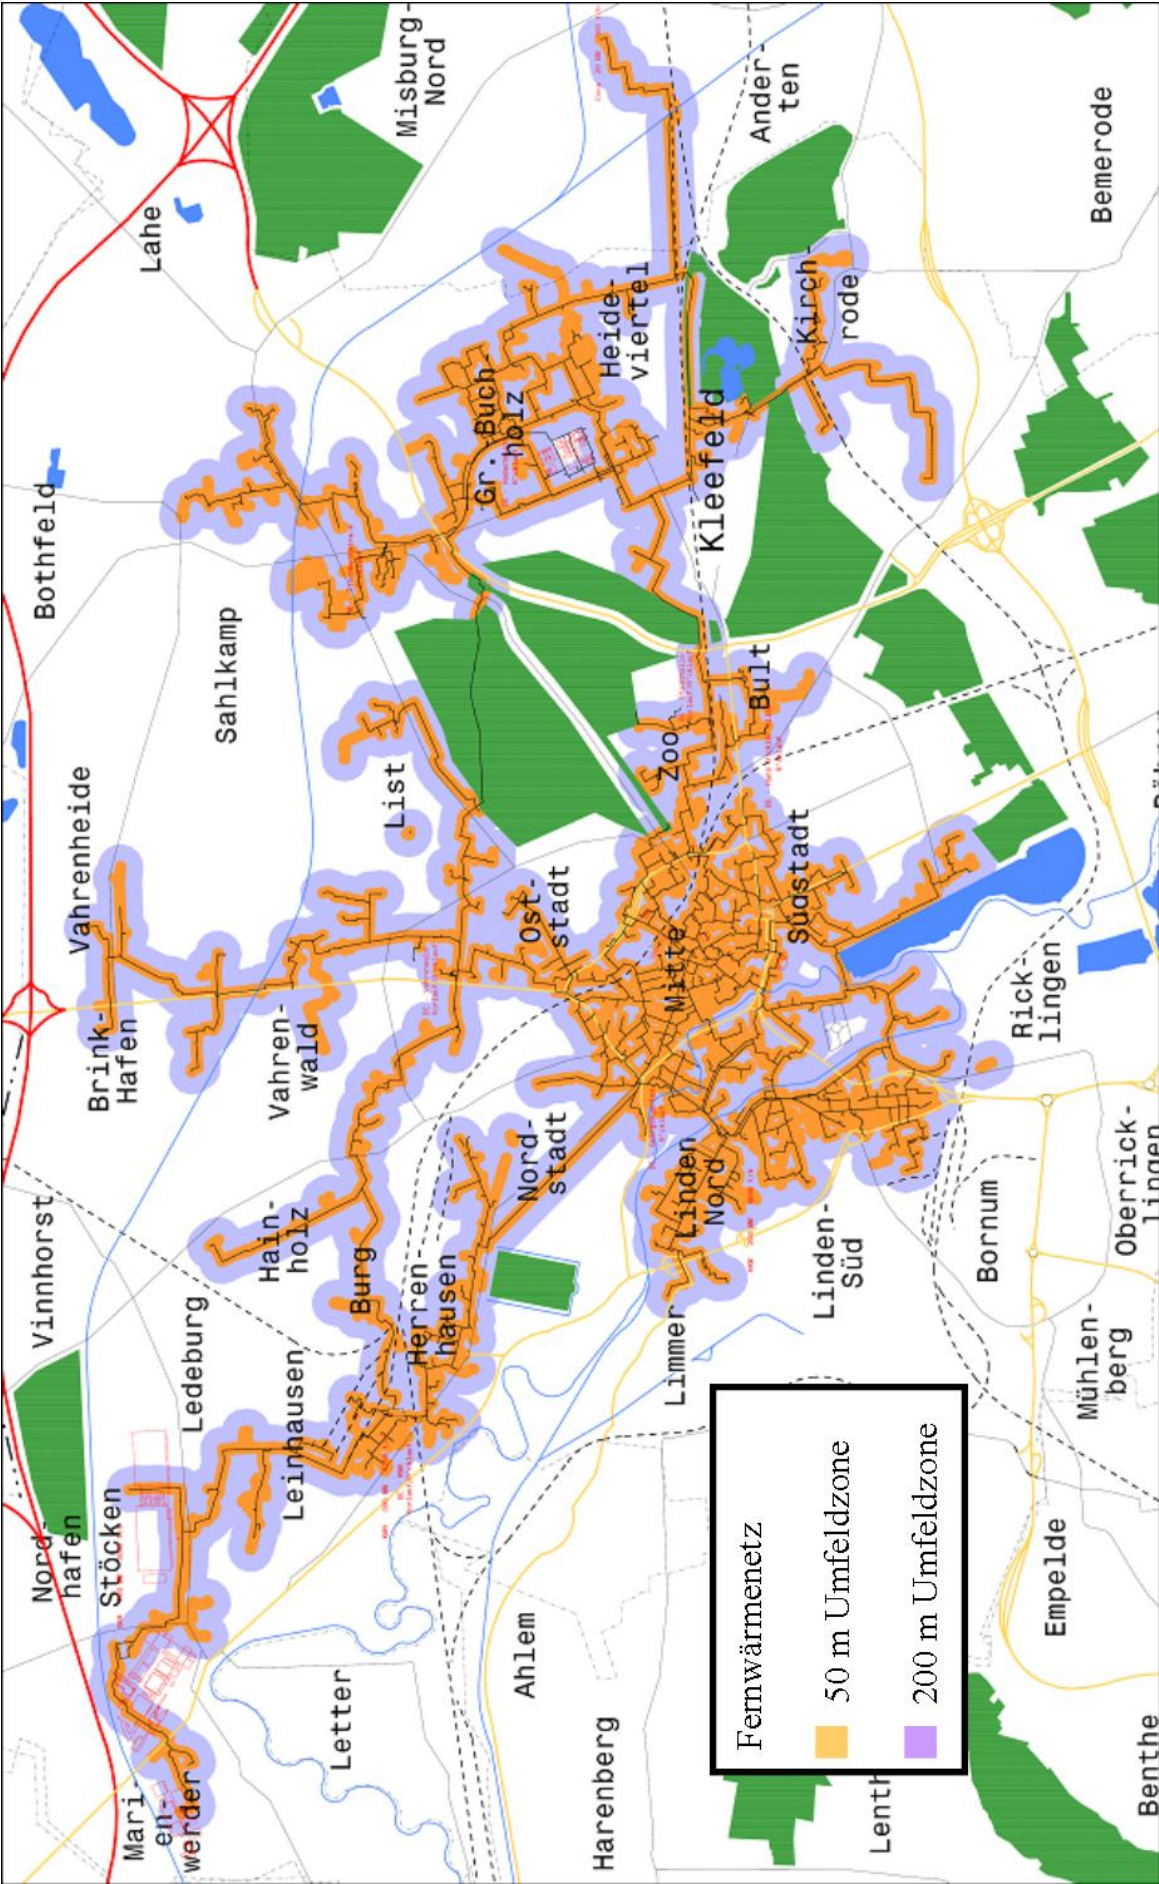 Nord-
hafen
Vinnhorst
Bothfeld
Vahrenheide
Brink-
Hafen
Stöcken
Mari-
en-
werder
Lahe
Ledeburg
Sahlkamp
Hain-
holz
Vahren-
wald
Leinhausen
Letter
Burg
List
Misburg-
Nord
Herren-
hausen
Gr. Buch-
holz
Ahlem
Nord-
stadt
Ost-
stadt
Harenberg
Heide-
viertel
Limmer
Linden
Nord
Mitte
Zoo
Kleefeld
Bult
Ander-
ten
Südstadt
Kirch-
rode
Linden-
Süd
Fernwärmenetz
50 m Umfeldzone
200 m Umfeldzone
Lenth
Bornum
Rick-
lingen
Empelde
Mühlen-
berg
Bemerode
Oberrick-
lingen
Benthe